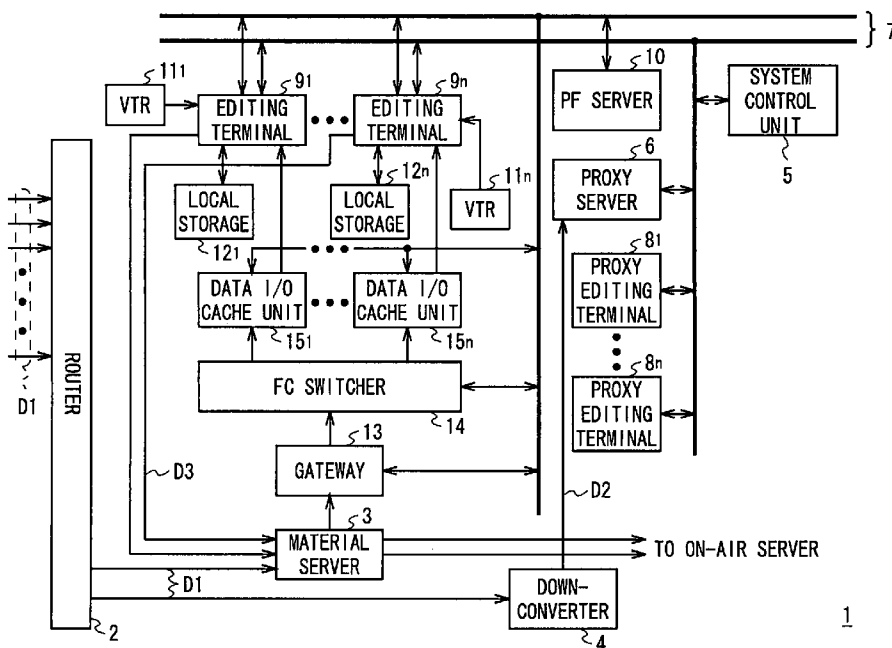 7
11₁
VTR
9₁
EDITING
TERMINAL
9n
EDITING
TERMINAL
10
PF SERVER
SYSTEM
CONTROL
UNIT
5
12n
11n
VTR
6
PROXY
SERVER
LOCAL
STORAGE
12₁
LOCAL
STORAGE
8₁
PROXY
EDITING
TERMINAL
DATA I/O
CACHE UNIT
15₁
DATA I/O
CACHE UNIT
15n
ROUTER
D1
FC SWITCHER
14
8n
PROXY
EDITING
TERMINAL
13
GATEWAY
D3
D2
3
MATERIAL
SERVER
TO ON-AIR SERVER
D1
DOWN-
CONVERTER
4
2
1